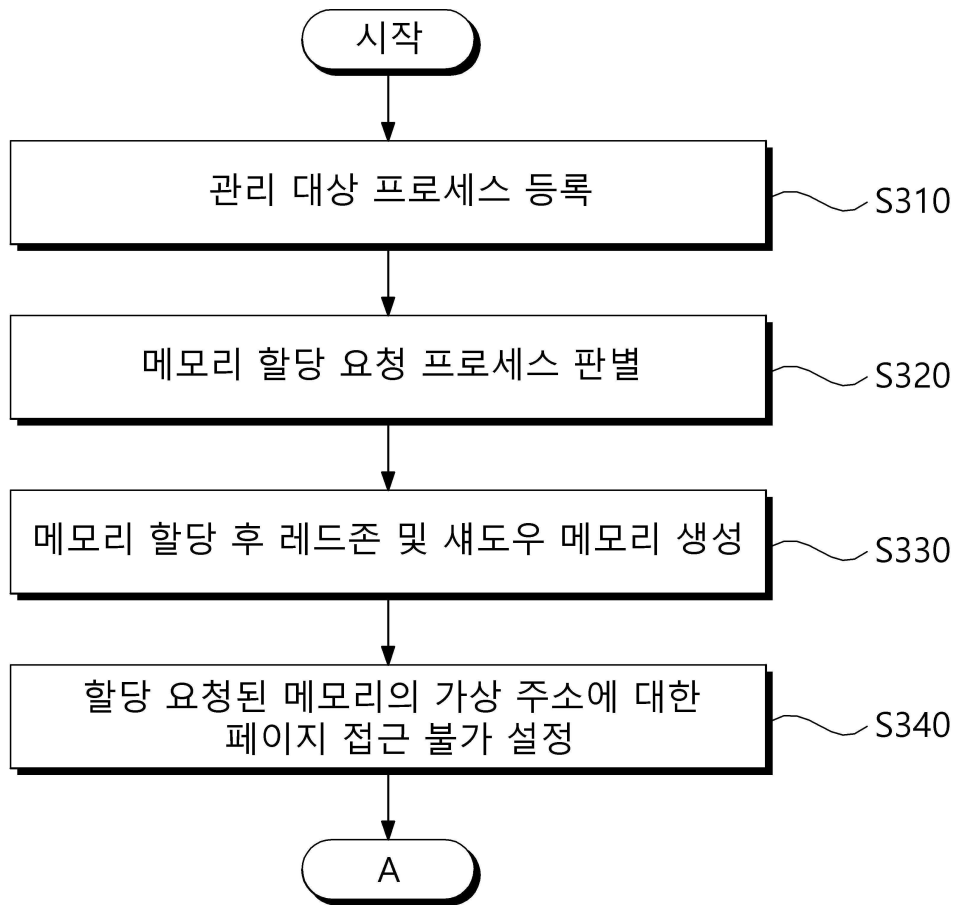 시작
관리 대상 프로세스 등록
S310
메모리 할당 요청 프로세스 판별
S320
메모리 할당 후 레드존 및 섀도우 메모리 생성
S330
할당 요청된 메모리의 가상 주소에 대한
페이지 접근 불가 설정
S340
A